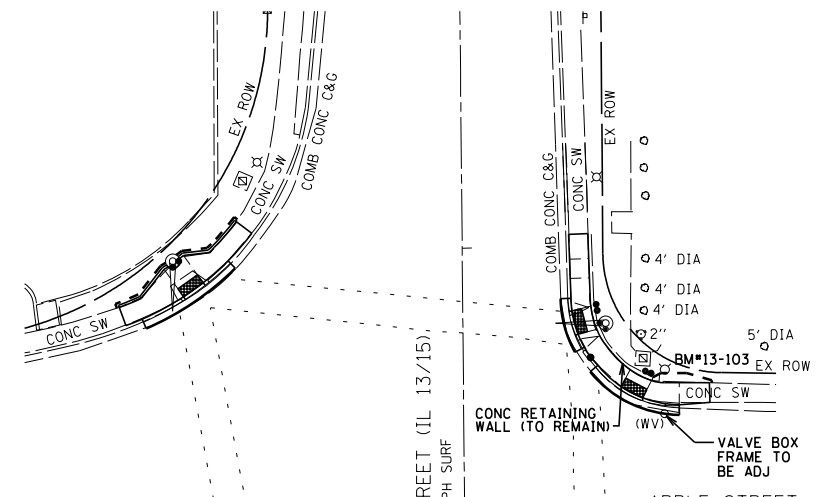 EX ROW
COMB CONC C&G
CONC SW
CONC SW
EX ROW
CONC SW
COMB CONC C&G
4' DIA
4' DIA
4' DIA
2"
5' DIA
BM#13-103
EX ROW
CONC SW
CONC RETAINING
WALL (TO REMAIN)
(WV)
VALVE BOX
FRAME TO
BE ADJ
REET (IL 13/15)
PH SURF